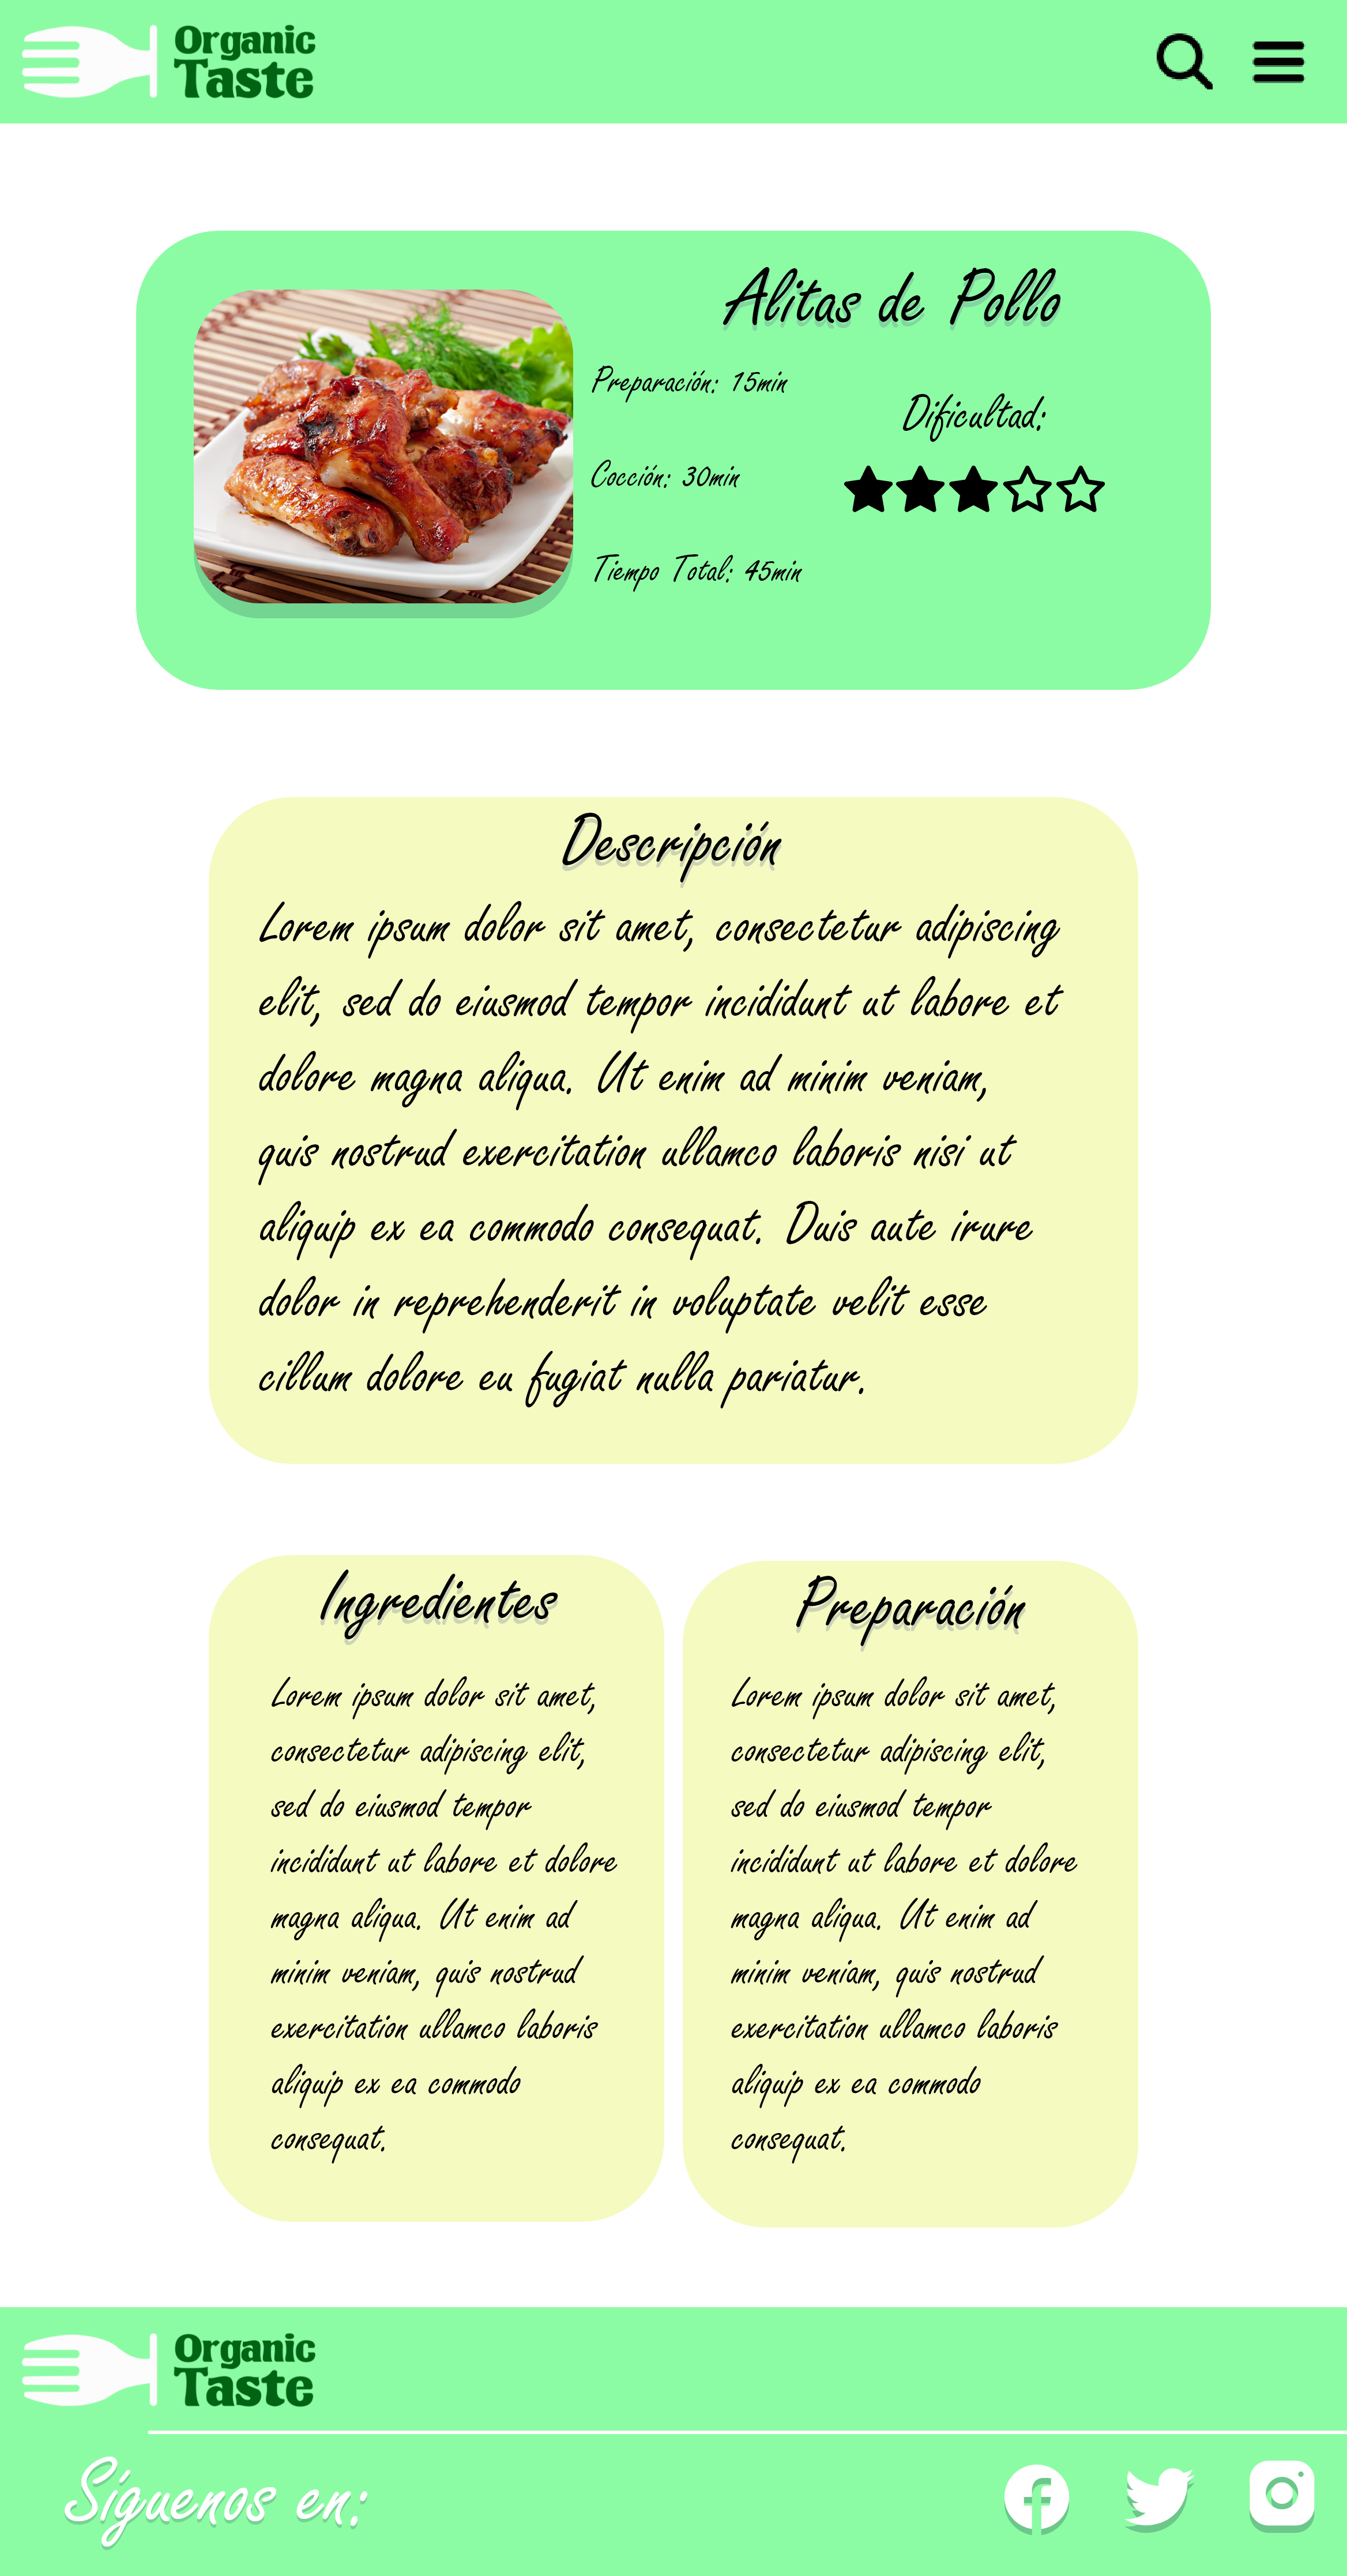 Organic
Taste
Alitas de Pollo
Preparación: 15min
Dificultad:
Cocción: 30min
Tiempo Total: 45min
Descripción
Lorem ipsum dolor sit amet, consectetur adipiscing
elit, sed do eiusmod tempor incididunt ut labore et
dolore magna aliqua. Ut enim ad minim veniam,
quis nostrud exercitation ullamco laboris nisi ut
aliquip ex ea commodo consequat. Duis aute irure
dolor in reprehenderit in voluptate velit esse
cillum dolore eu fugiat nulla pariatur.
Ingredientes
Lorem ipsum dolor sit amet,
consectetur adipiscing elit,
sed do eiusmod tempor
incididunt ut labore et dolore
magna aliqua. Ut enim ad
minim veniam, quis nostrud
exercitation ullamco laboris
aliquip ex ea commodo
consequat.
Preparación
Lorem ipsum dolor sit amet,
consectetur adipiscing elit,
sed do eiusmod tempor
incididunt ut labore et dolore
magna aliqua. Ut enim ad
minim veniam, quis nostrud
exercitation ullamco laboris
aliquip ex ea commodo
consequat.
Organic
Taste
Síguenos en: